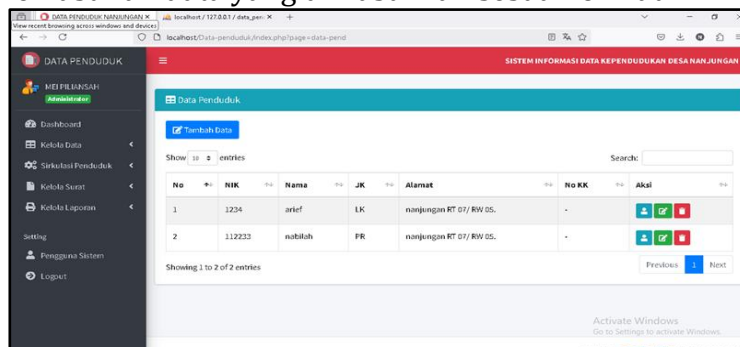 DATA PENDUDUK NANJUNGAN
localhost / 127.0.0.1 / data_pen
View recent browsing across windows and devices
localhost/Data-penduduk/index.php?page=data-pend
DATA PENDUDUK
SISTEM INFORMASI DATA KEPENDUDUKAN DESA NANJUNGAN
MEI PILIANSAH
Administrator
Data Penduduk
Dashboard
Tambah Data
Kelola Data
Show 10 entries
Search:
Sirkulasi Penduduk
Kelola Surat
No NIK Nama JK Alamat No KK Aksi
Kelola Laporan
1 1234 arief LK nanjungan RT 07/ RW 05. -
Setting
2 112233 nabilah PR nanjungan RT 07/ RW 05. -
Pengguna Sistem
Showing 1 to 2 of 2 entries
Previous 1 Next
Logout
Activate Windows
Go to Settings to activate Windows.